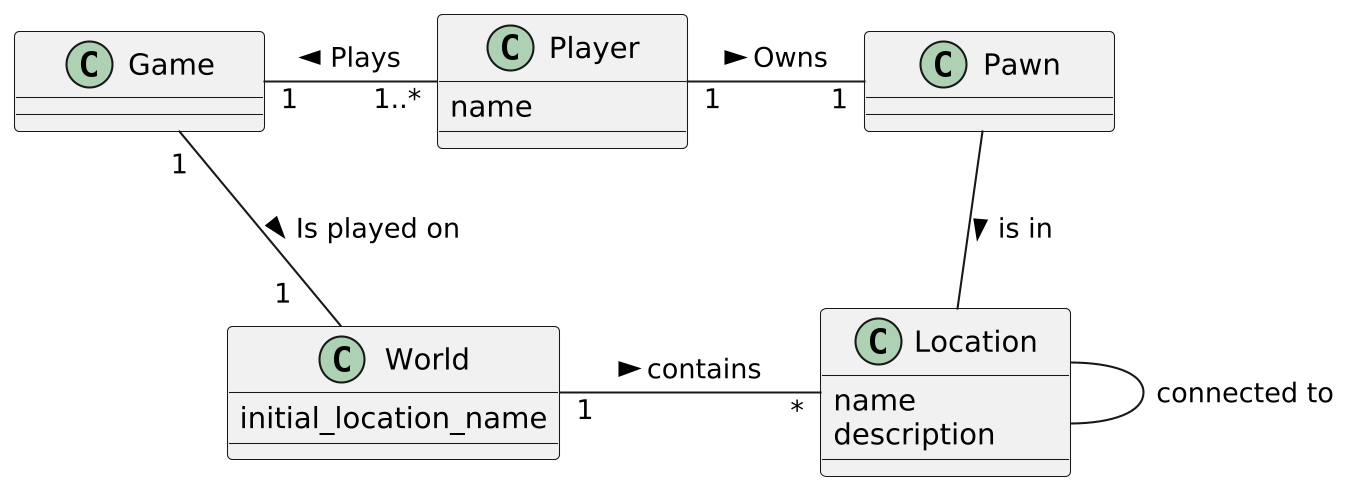 C Game
◄ Plays
1
1..*
C Player
name
► Owns
1
1
C Pawn
1
Is played on
1
is in
C World
initial_location_name
► contains
1
*
C Location
name
description
connected to